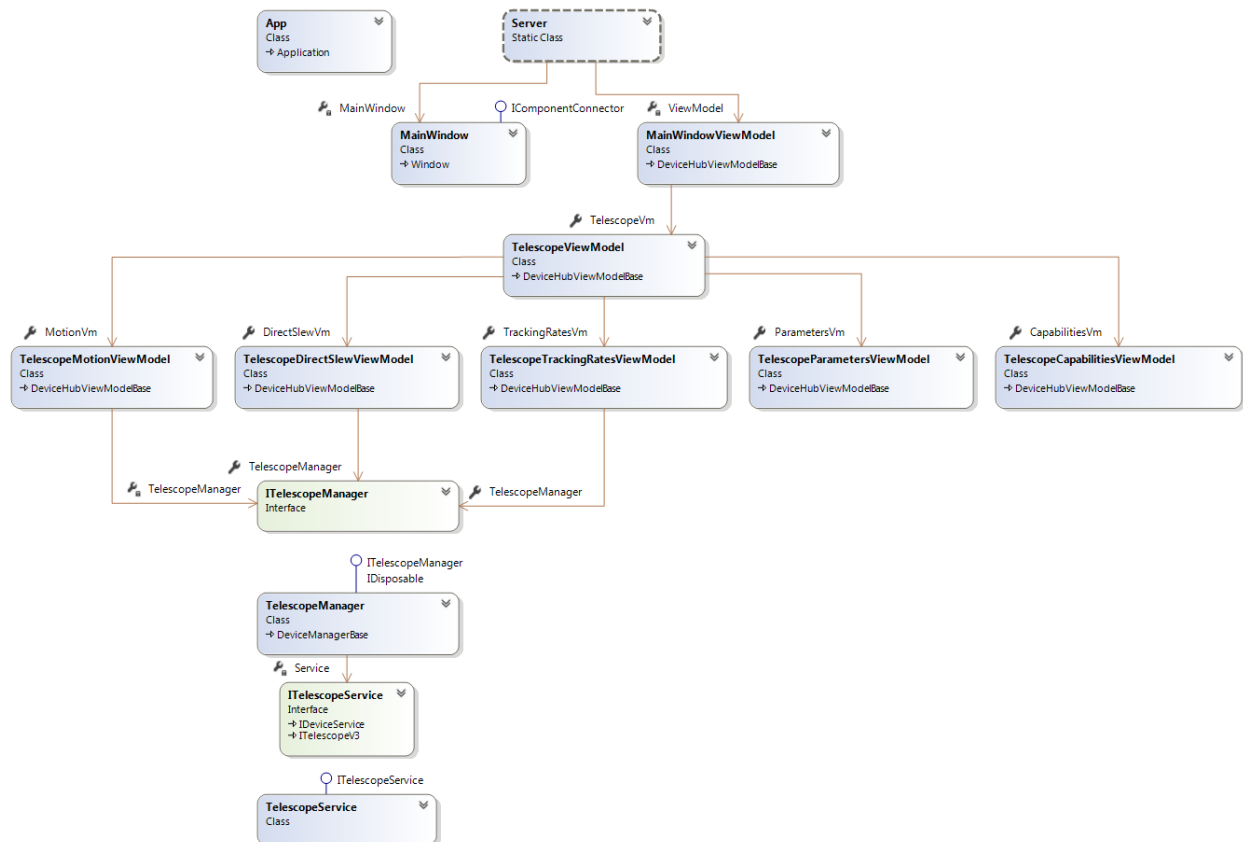 App
Class
→ Application
Server
Static Class
MainWindow
IComponentConnector
ViewModel
MainWindow
Class
→ Window
MainWindowViewModel
Class
→ DeviceHubViewModelBase
TelescopeVm
TelescopeViewModel
Class
→ DeviceHubViewModelBase
MotionVm
DirectSlewVm
TrackingRatesVm
ParametersVm
CapabilitiesVm
TelescopeMotionViewModel
Class
→ DeviceHubViewModelBase
TelescopeDirectSlewViewModel
Class
→ DeviceHubViewModelBase
TelescopeTrackingRatesViewModel
Class
→ DeviceHubViewModelBase
TelescopeParametersViewModel
Class
→ DeviceHubViewModelBase
TelescopeCapabilitiesViewModel
Class
→ DeviceHubViewModelBase
TelescopeManager
TelescopeManager
TelescopeManager
ITelescopeManager
Interface
ITelescopeManager
IDisposable
TelescopeManager
Class
→ DeviceManagerBase
Service
ITelescopeService
Interface
→ IDeviceService
→ ITelescopeV3
ITelescopeService
TelescopeService
Class